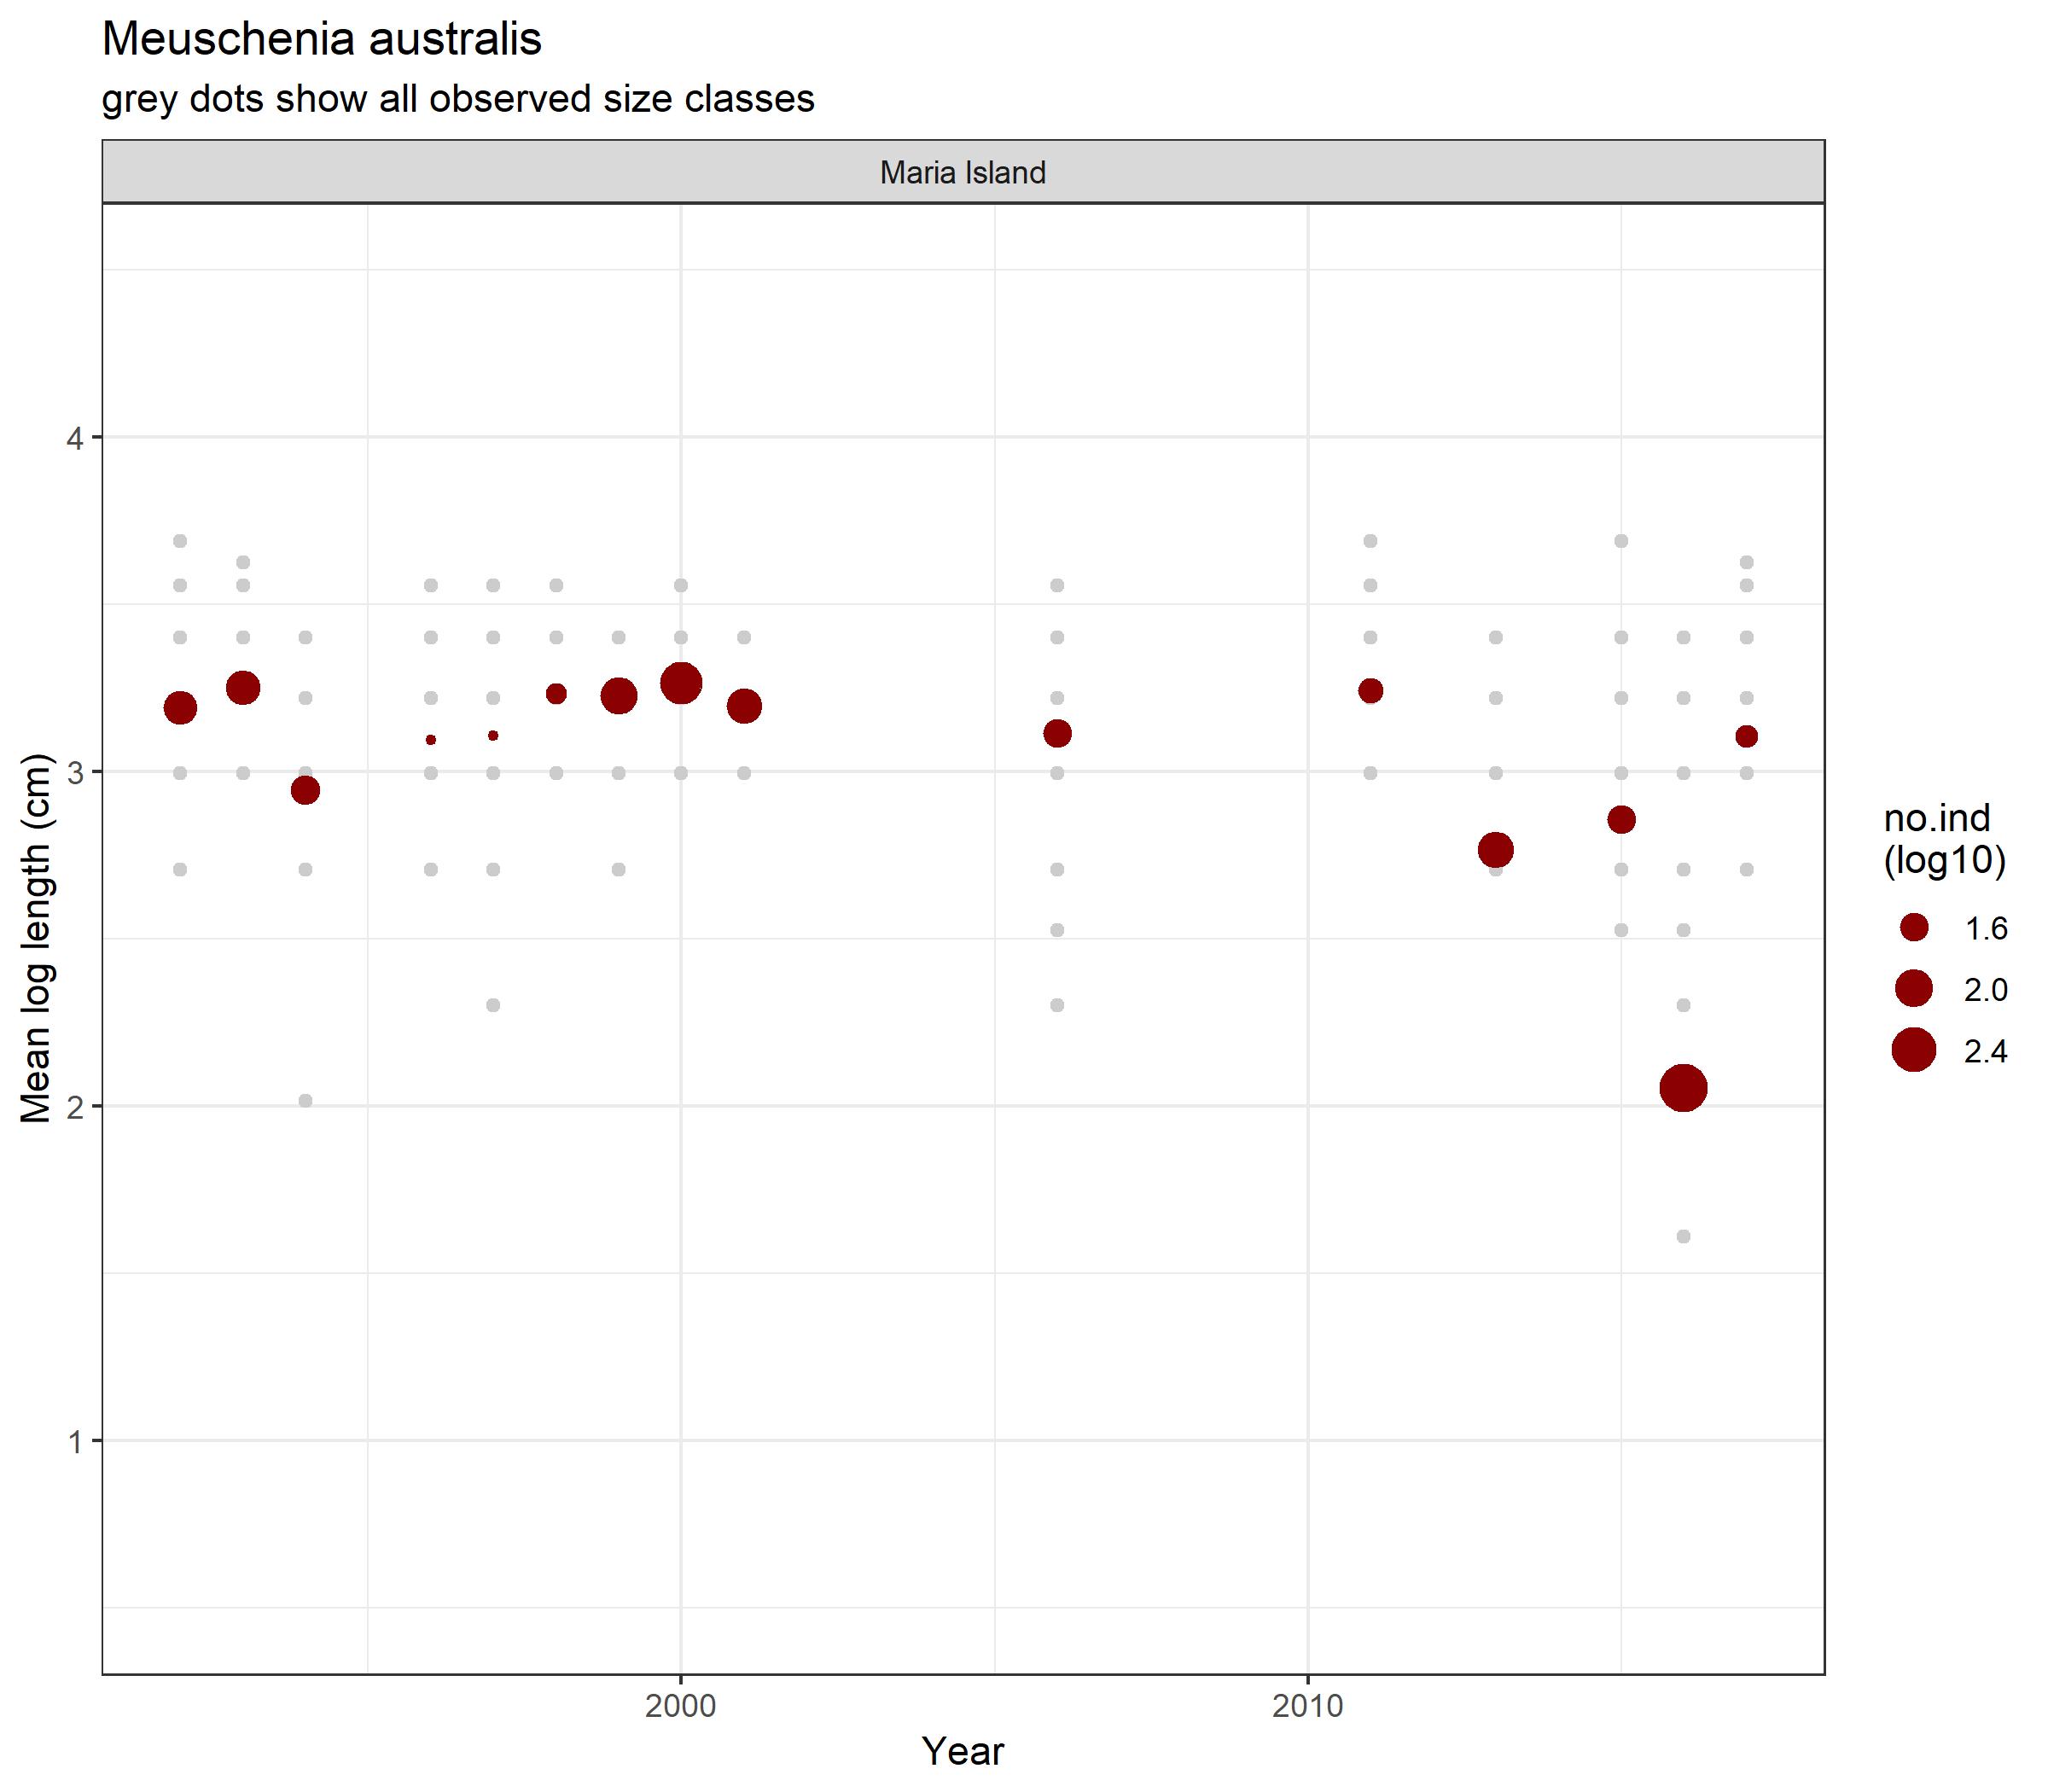 Meuschenia australis
grey dots show all observed size classes
Maria Island
Mean log length (cm)
4
3
2
1
2000
2010
Year
no.ind
(log10)
1.6
2.0
2.4